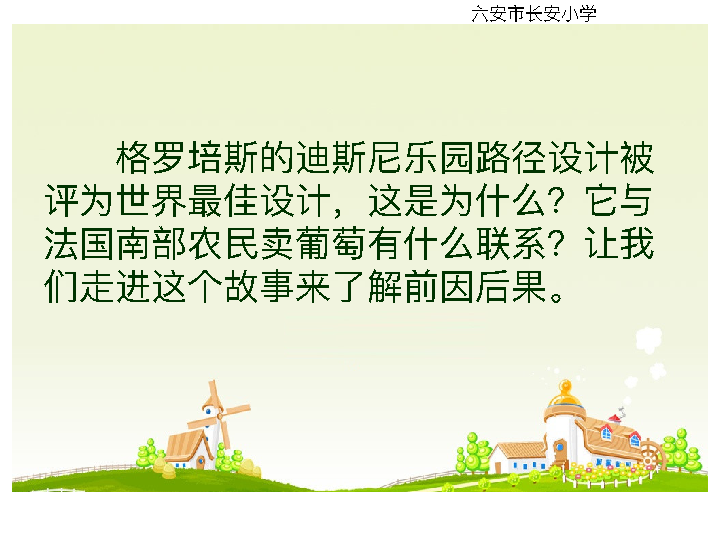 六安市长安小学
格罗培斯的迪斯尼乐园路径设计被
评为世界最佳设计，这是为什么？它与
法国南部农民卖葡萄有什么联系？让我
们走进这个故事来了解前因后果。